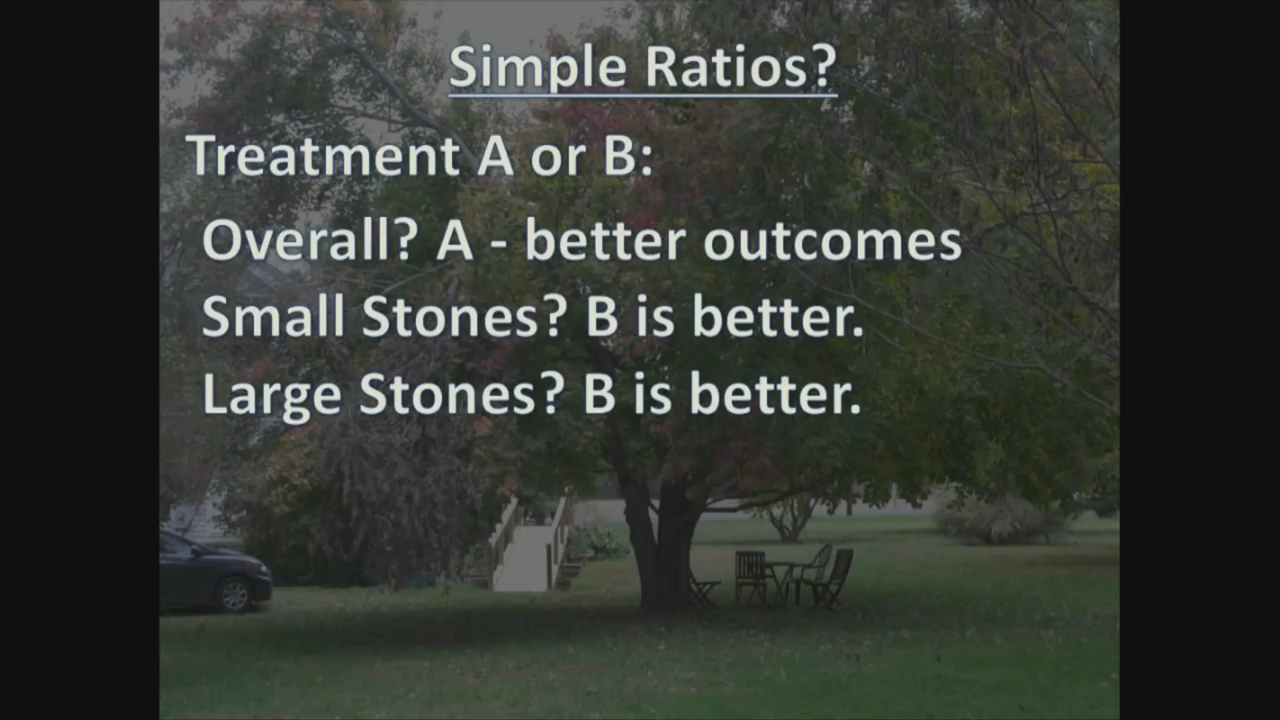 Simple Ratios?
Treatment A or B:
Overall? A - better outcomes
Small Stones? B is better.
Large Stones? B is better.